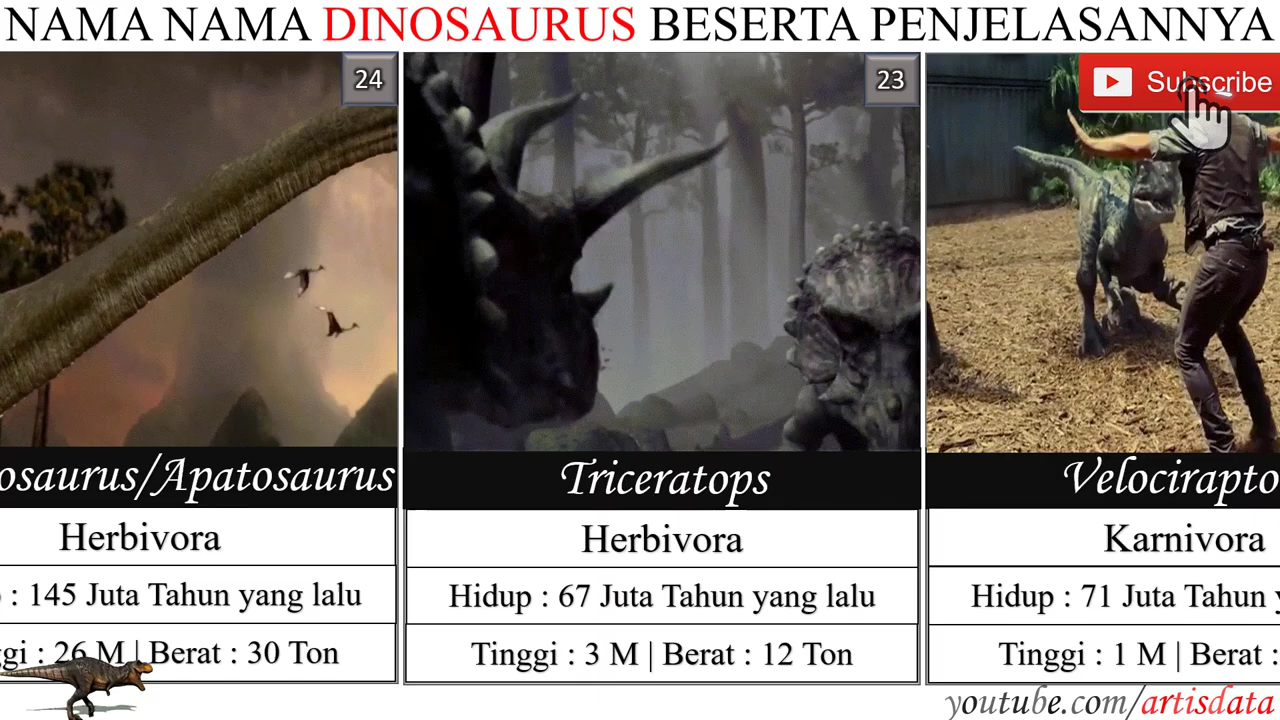 NAMA NAMA DINOSAURUS BESERTA PENJELASANNYA
24
osaurus/Apatosaurus
Herbivora
: 145 Juta Tahun yang lalu
ggi : 26 M | Berat : 30 Ton
23
Triceratops
Herbivora
Hidup : 67 Juta Tahun yang lalu
Tinggi : 3 M | Berat : 12 Ton
Subscribe
Velocirapto
Karnivora
Hidup : 71 Juta Tahun y
Tinggi : 1 M | Berat :
youtube.com/artisdata